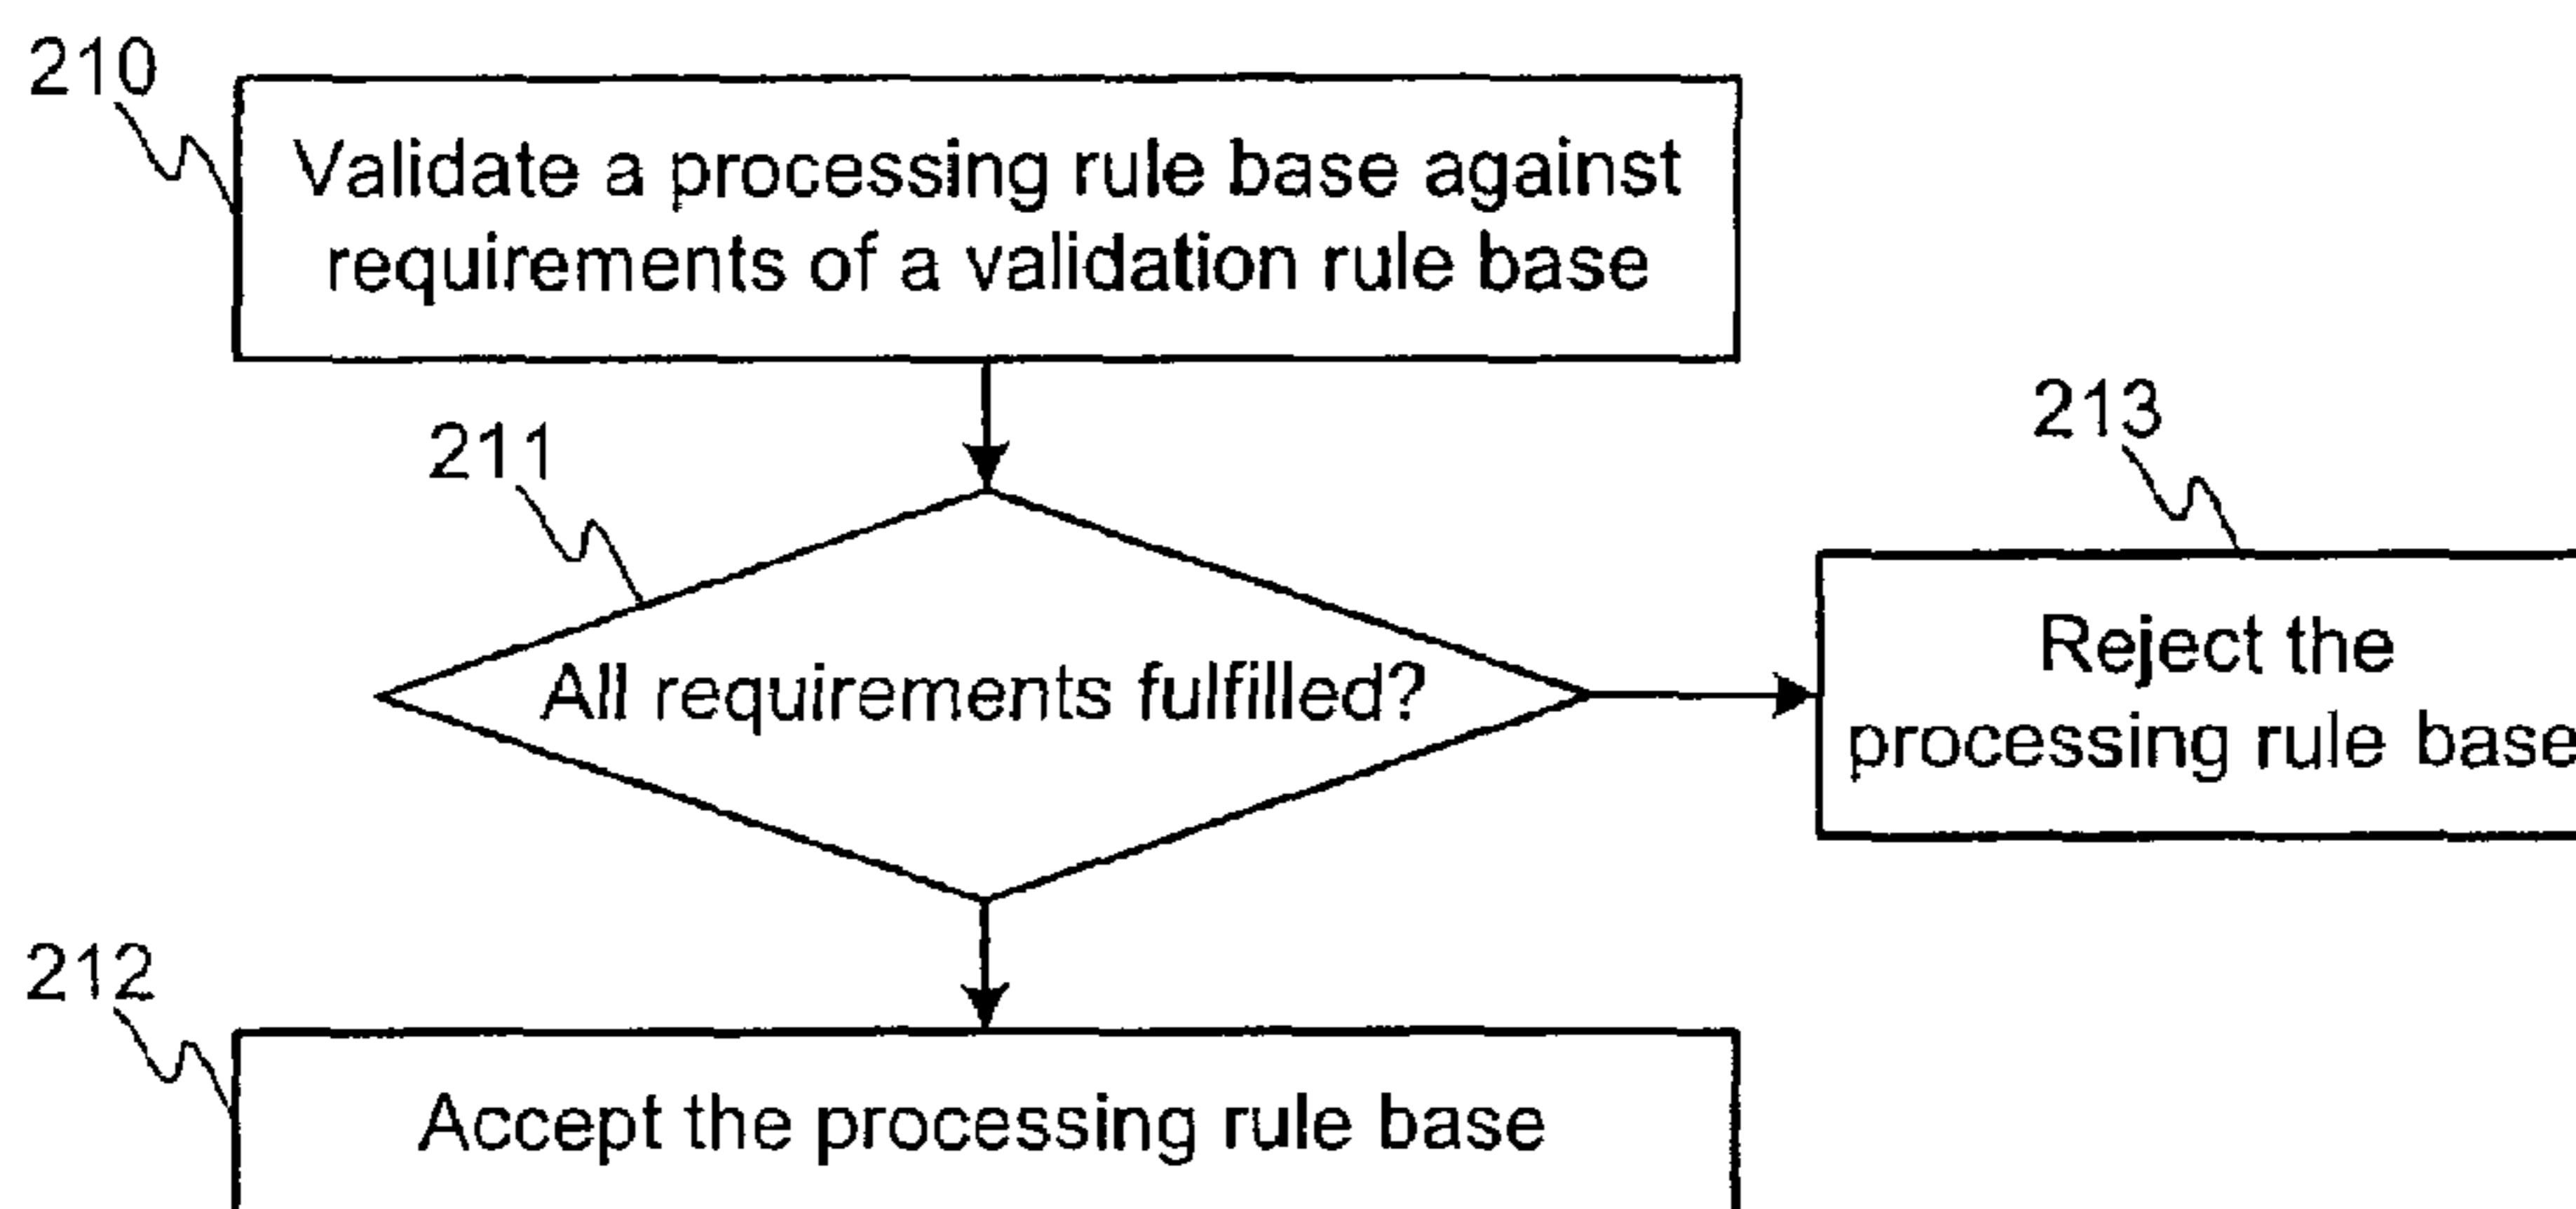 210
Validate a processing rule base against
requirements of a validation rule base
211
213
All requirements fulfilled?
Reject the
processing rule base
212
Accept the processing rule base